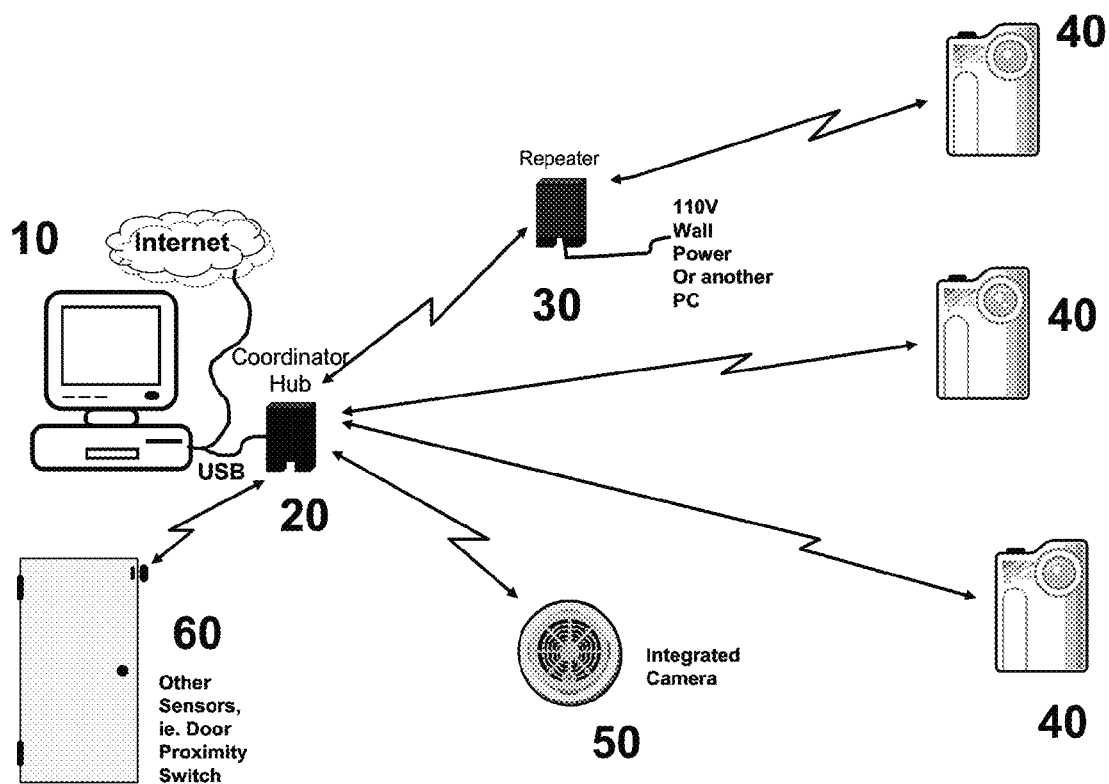 40
Repeater
110V
Wall
Power
Or another
PC
30
10
Internet
40
Coordinator
Hub
USB
20
60
Other
Sensors,
ie. Door
Proximity
Switch
Integrated
Camera
50
40